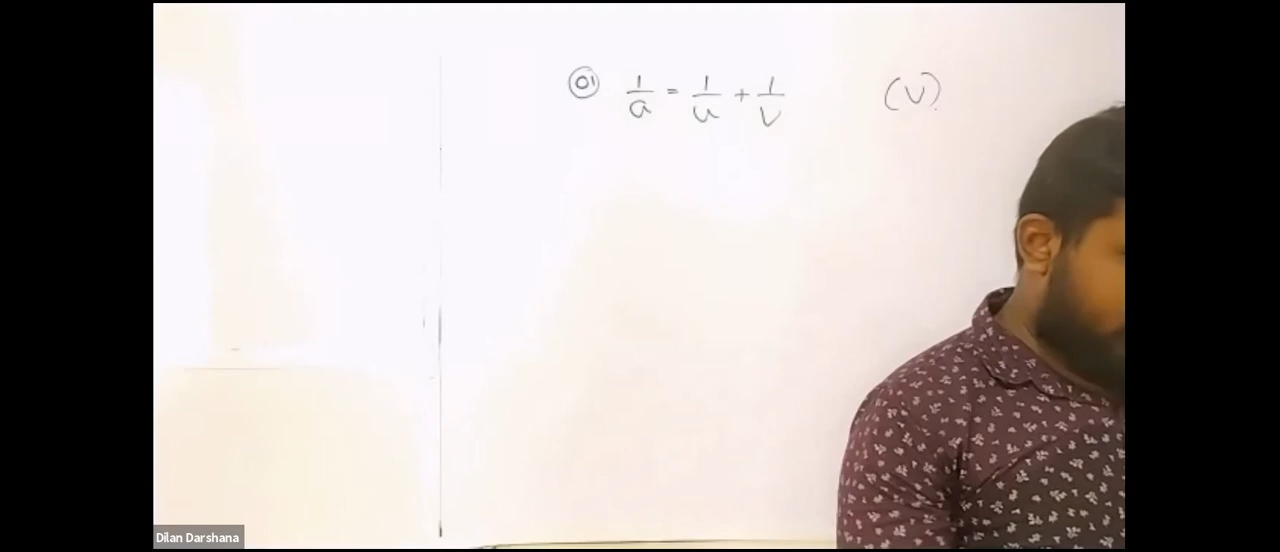 01 1/a = 1/u + 1/v (v)
Dilan Darshana